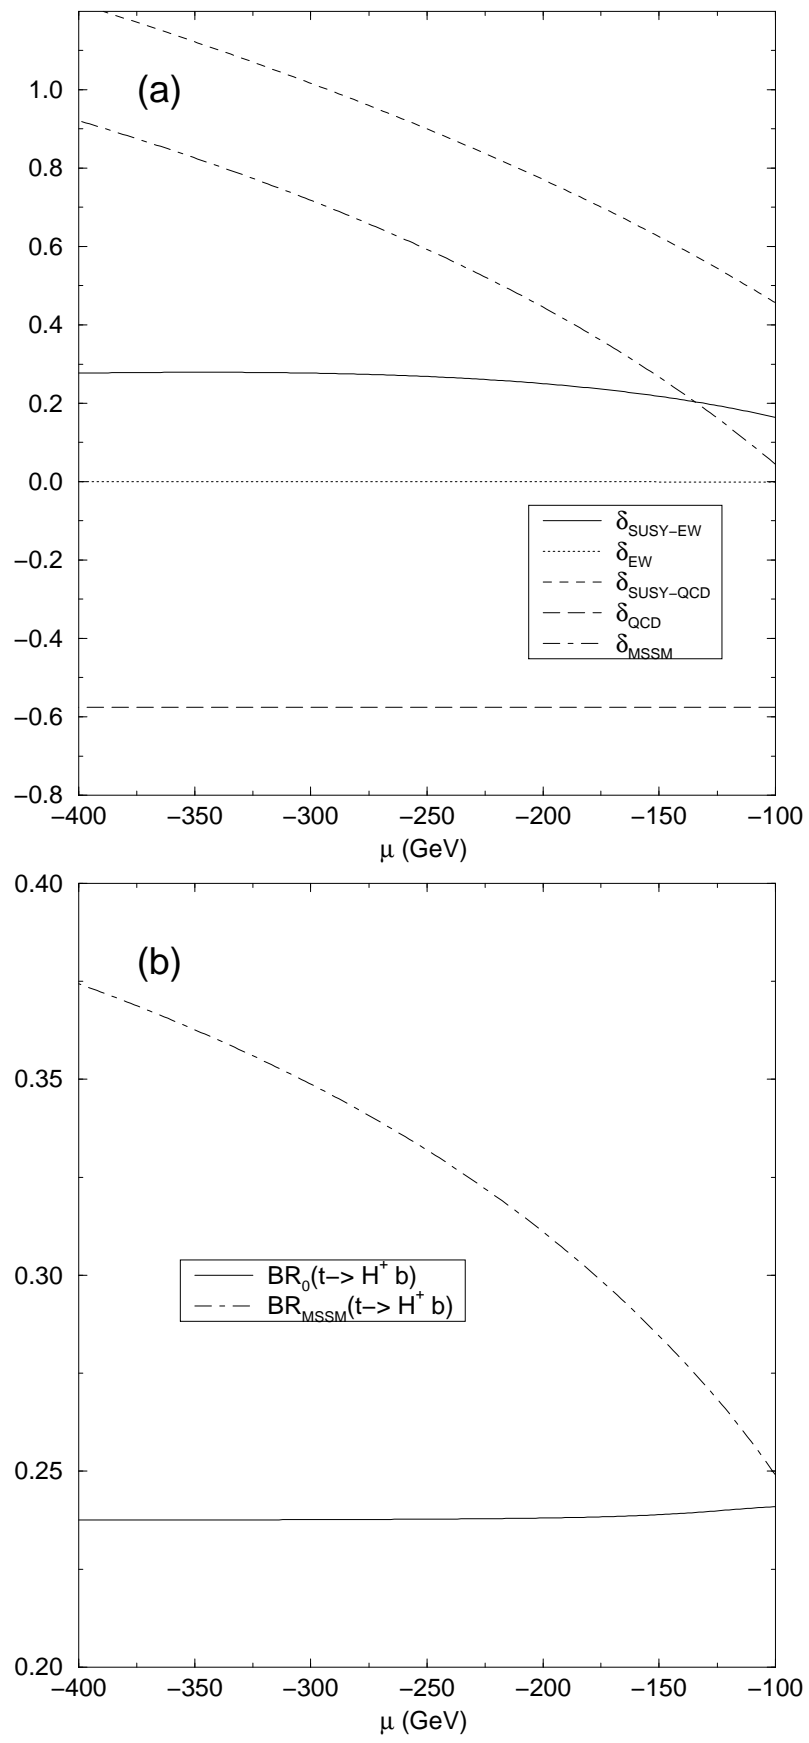 (a)
1.0
0.8
0.6
0.4
0.2
0.0
−0.2
−0.4
−0.6
−0.8
δSUSY−EW
δEW
δSUSY−QCD
δQCD
δMSSM
−400 −350 −300 −250 −200 −150 −100
μ (GeV)
(b)
0.40
0.35
0.30
0.25
0.20
BR0(t−> H+ b)
BRMSSM(t−> H+ b)
−400 −350 −300 −250 −200 −150 −100
μ (GeV)